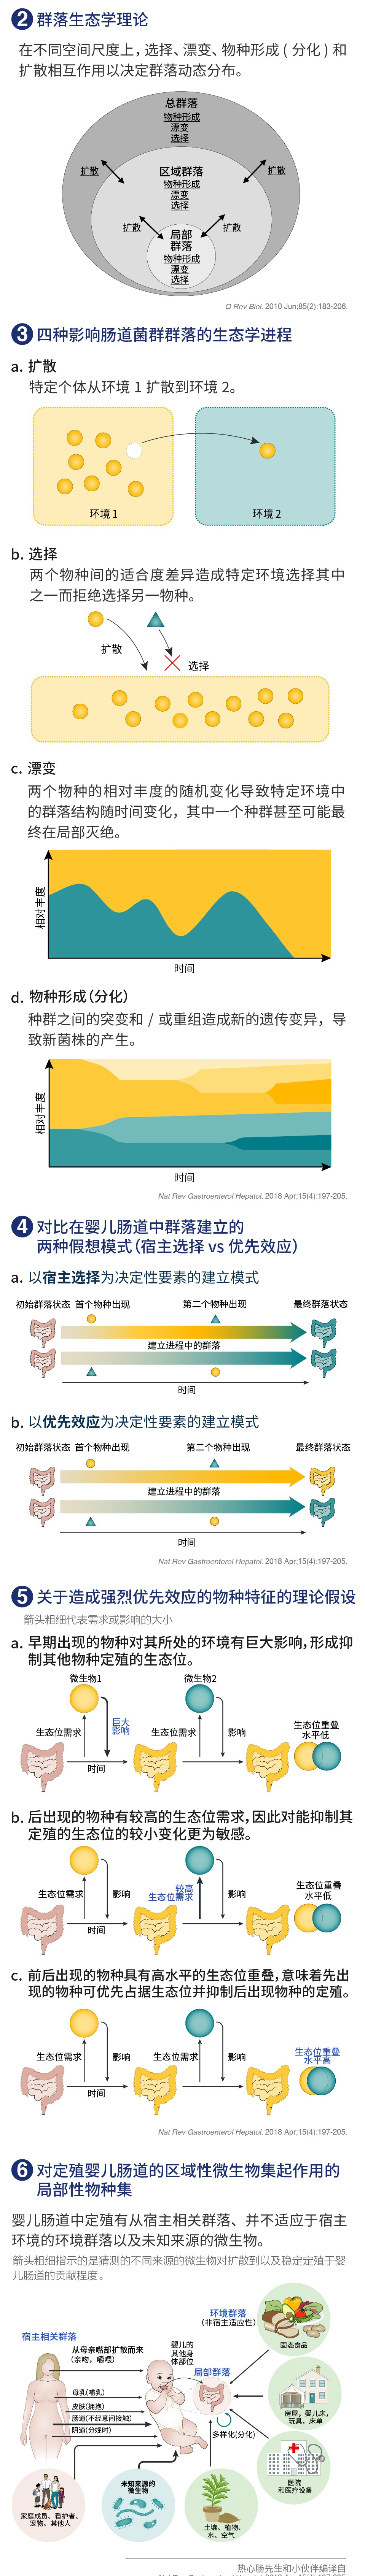 2 群落生态学理论
在不同空间尺度上，选择、漂变、物种形成（分化）和
扩散相互作用以决定群落动态分布。
总群落
物种形成
漂变
选择
扩散
扩散
区域群落
物种形成
漂变
选择
扩散
扩散
局部
群落
物种形成
漂变
选择
Q Rev Biol. 2010 Jun;85(2):183-206.
3 四种影响肠道菌群群落的生态学进程
a. 扩散
特定个体从环境 1 扩散到环境 2。
环境 1
环境 2
b. 选择
两个物种间的适合度差异造成特定环境选择其中
之一而拒绝选择另一物种。
扩散
选择
c. 漂变
两个物种的相对丰度的随机变化导致特定环境中
的群落结构随时间变化，其中一个种群甚至可能最
终在局部灭绝。
相对丰度
时间
d. 物种形成（分化）
种群之间的突变和 / 或重组造成新的遗传变异，导
致新菌株的产生。
相对丰度
时间
Nat Rev Gastroenterol Hepatol. 2018 Apr;15(4):197-205.
4 对比在婴儿肠道中群落建立的
两种假想模式（宿主选择 vs 优先效应）
a. 以宿主选择为决定性要素的建立模式
初始群落状态 首个物种出现 第二个物种出现 最终群落状态
建立进程中的群落
时间
b. 以优先效应为决定性要素的建立模式
初始群落状态 首个物种出现 第二个物种出现 最终群落状态
建立进程中的群落
时间
Nat Rev Gastroenterol Hepatol. 2018 Apr;15(4):197-205.
5 关于造成强烈优先效应的物种特征的理论假设
箭头粗细代表需求或影响的大小
a. 早期出现的物种对其所处的环境有巨大影响，形成抑
制其他物种定殖的生态位。
微生物1 微生物2
巨大
影响
生态位需求 生态位需求 影响
生态位重叠
水平低
时间
b. 后出现的物种有较高的生态位需求，因此对能抑制其
定殖的生态位的较小变化更为敏感。
生态位需求 影响
较高
生态位需求
影响
生态位重叠
水平低
时间
c. 前后出现的物种具有高水平的生态位重叠，意味着先出
现的物种可优先占据生态位并抑制后出现物种的定殖。
生态位需求 影响 生态位需求 影响
生态位重叠
水平高
时间
Nat Rev Gastroenterol Hepatol. 2018 Apr;15(4):197-205.
6 对定殖婴儿肠道的区域性微生物集起作用的
局部性物种集
婴儿肠道中定殖有从宿主相关群落、并不适应于宿主
环境的环境群落以及未知来源的微生物。
箭头粗细指示的是猜测的不同来源的微生物对扩散到以及稳定定殖于婴
儿肠道的贡献程度。
环境群落
（非宿主适应性）
固态食品
宿主相关群落
从母亲嘴部扩散而来
（亲吻，嚼喂）
婴儿的
其他身
体部位
局部群落
母乳（哺乳）
皮肤（拥抱）
肠道（不经意间接触）
阴道（分娩时）
多样化（分化）
房屋，婴儿床，
玩具，床单
医院
和医疗设备
家庭成员、看护者、
宠物、其他人
未知来源的
微生物
土壤、植物、
水、空气
热心肠先生和小伙伴编译自